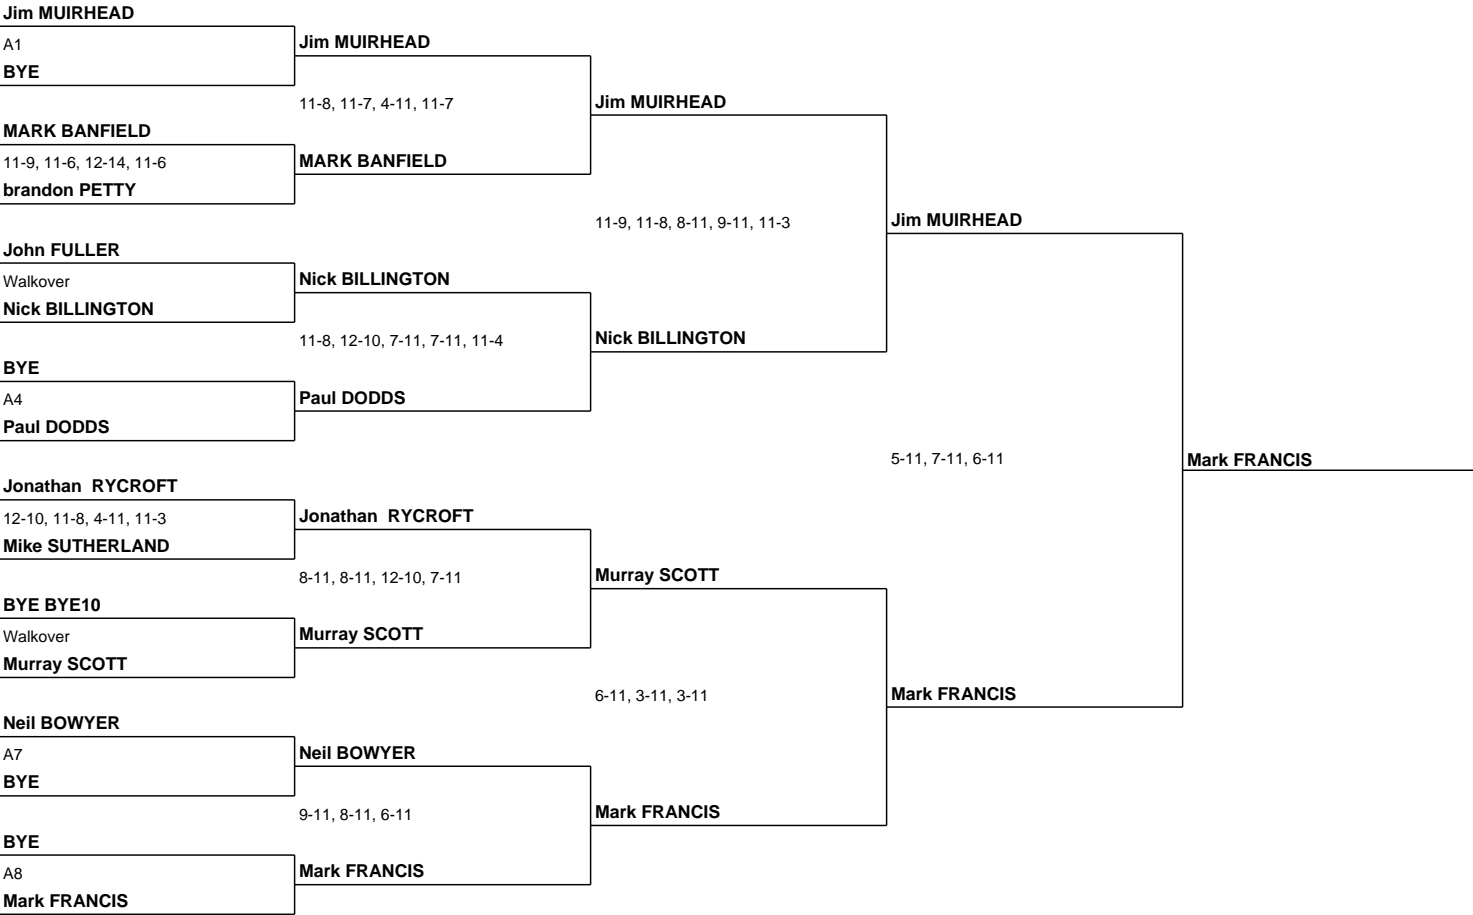 Jim MUIRHEAD
A1
BYE
MARK BANFIELD
11-9, 11-6, 12-14, 11-6
brandon PETTY
John FULLER
Walkover
Nick BILLINGTON
BYE
A4
Paul DODDS
Jonathan  RYCROFT
12-10, 11-8, 4-11, 11-3
Mike SUTHERLAND
BYE BYE10
Walkover
Murray SCOTT
Neil BOWYER
A7
BYE
BYE
A8
Mark FRANCIS
Jim MUIRHEAD
11-8, 11-7, 4-11, 11-7
MARK BANFIELD
Nick BILLINGTON
11-8, 12-10, 7-11, 7-11, 11-4
Paul DODDS
Jonathan  RYCROFT
8-11, 8-11, 12-10, 7-11
Murray SCOTT
Neil BOWYER
9-11, 8-11, 6-11
Mark FRANCIS
Jim MUIRHEAD
11-9, 11-8, 8-11, 9-11, 11-3
Nick BILLINGTON
Murray SCOTT
6-11, 3-11, 3-11
Mark FRANCIS
Jim MUIRHEAD
5-11, 7-11, 6-11
Mark FRANCIS
Mark FRANCIS